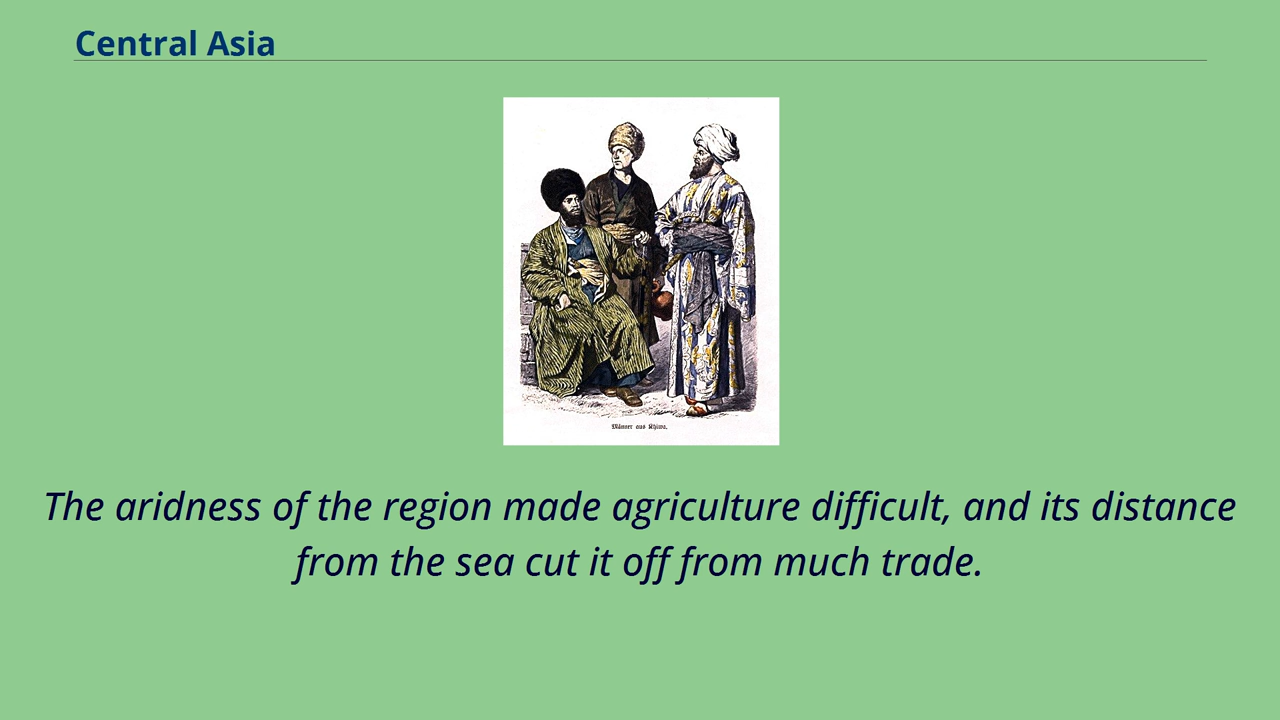 Central Asia
Männer aus Khiwa.
The aridness of the region made agriculture difficult, and its distance
from the sea cut it off from much trade.